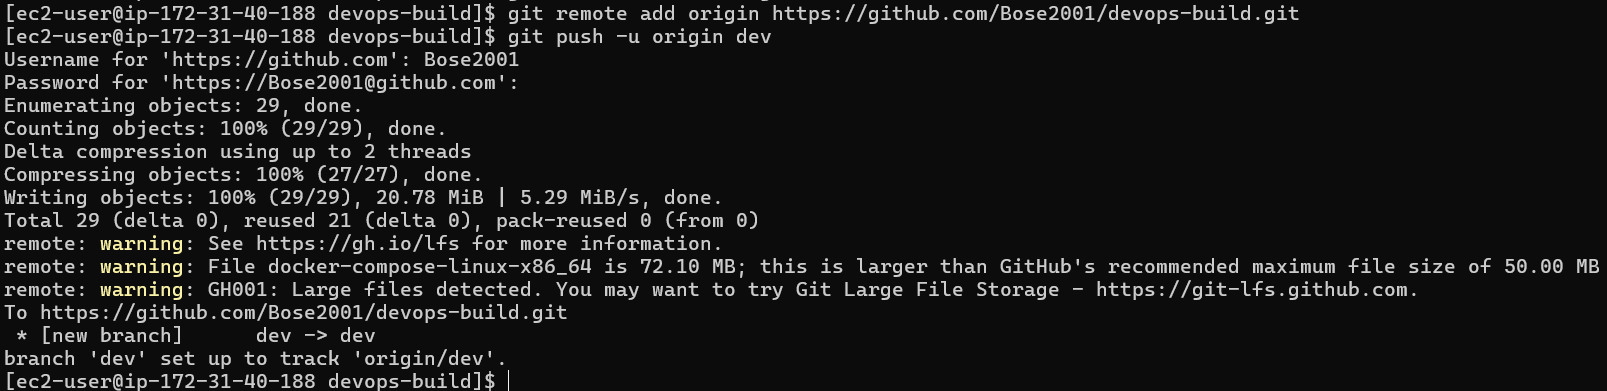 [ec2-user@ip-172-31-40-188 devops-build]$ git remote add origin https://github.com/Bose2001/devops-build.git
[ec2-user@ip-172-31-40-188 devops-build]$ git push -u origin dev
Username for 'https://github.com': Bose2001
Password for 'https://Bose2001@github.com':
Enumerating objects: 29, done.
Counting objects: 100% (29/29), done.
Delta compression using up to 2 threads
Compressing objects: 100% (27/27), done.
Writing objects: 100% (29/29), 20.78 MiB | 5.29 MiB/s, done.
Total 29 (delta 0), reused 21 (delta 0), pack-reused 0 (from 0)
remote: warning: See https://gh.io/lfs for more information.
remote: warning: File docker-compose-linux-x86_64 is 72.10 MB; this is larger than GitHub's recommended maximum file size of 50.00 MB
remote: warning: GH001: Large files detected. You may want to try Git Large File Storage - https://git-lfs.github.com.
To https://github.com/Bose2001/devops-build.git
 * [new branch]      dev -> dev
branch 'dev' set up to track 'origin/dev'.
[ec2-user@ip-172-31-40-188 devops-build]$